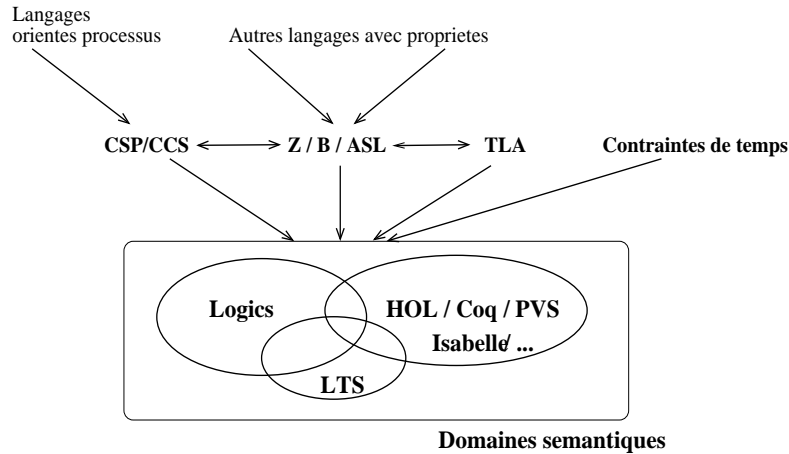 Langages
orientes processus
Autres langages avec proprietes
CSP/CCS
Z / B / ASL
TLA
Contraintes de temps
Logics
HOL / Coq / PVS
Isabelle/ ...
LTS
Domaines semantiques